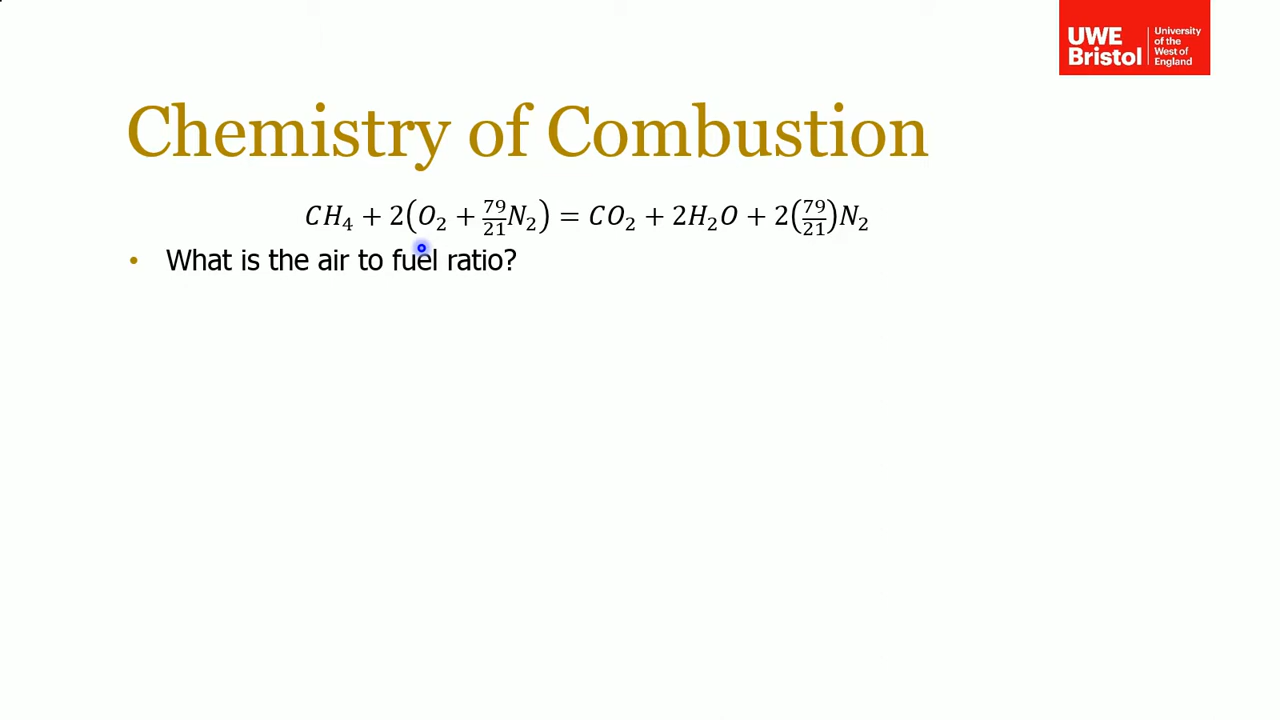 UWE Bristol
University of the West of England
Chemistry of Combustion
CH₄ + 2(O₂ + 79/21 N₂) = CO₂ + 2H₂O + 2(79/21)N₂
• What is the air to fuel ratio?